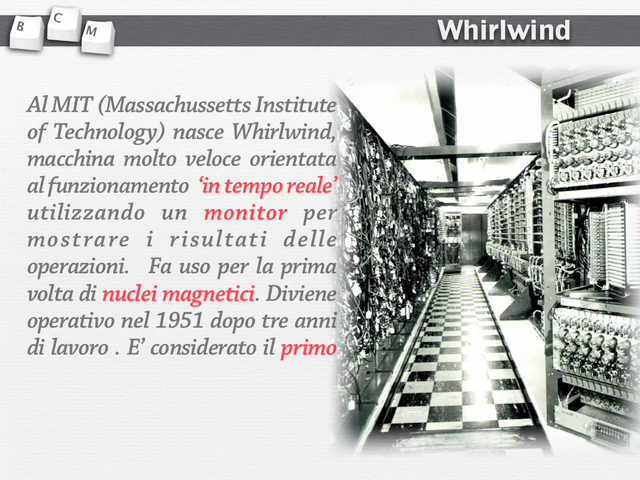 B
C
M
Whirlwind
Al MIT (Massachussetts Institute
of Technology) nasce Whirlwind,
macchina molto veloce orientata
al funzionamento ‘in tempo reale’
utilizzando un monitor per
mostrare i risultati delle
operazioni. Fa uso per la prima
volta di nuclei magnetici. Diviene
operativo nel 1951 dopo tre anni
di lavoro . E’ considerato il primo